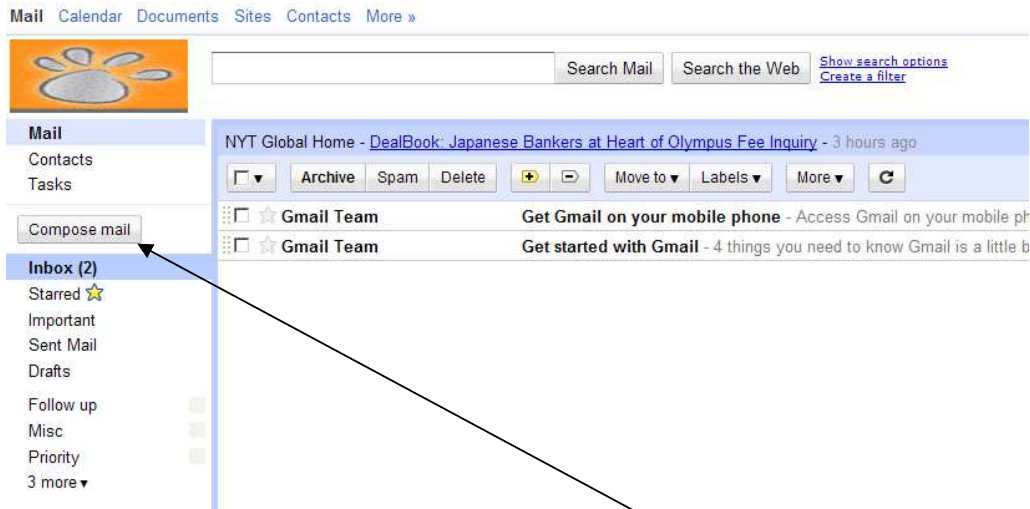 Mail Calendar Documents Sites Contacts More »
Search Mail Search the Web Show search options
Create a filter
Mail
Contacts
Tasks
Compose mail
Inbox (2)
Starred
Important
Sent Mail
Drafts
Follow up
Misc
Priority
3 more ▾
NYT Global Home - DealBook: Japanese Bankers at Heart of Olympus Fee Inquiry - 3 hours ago
Archive Spam Delete Move to ▾ Labels ▾ More ▾
Gmail Team Get Gmail on your mobile phone - Access Gmail on your mobile ph
Gmail Team Get started with Gmail - 4 things you need to know Gmail is a little b